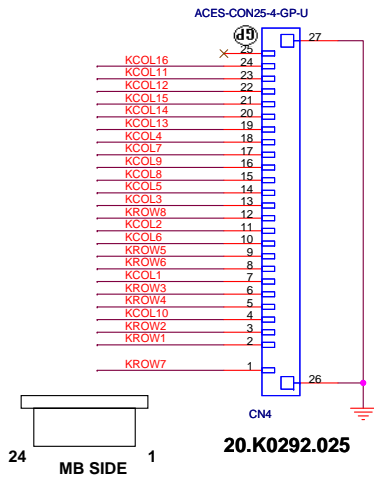 ACES-CON25-4-GP-U
GP
27
25
KCOL16 24
KCOL11 23
KCOL12 22
KCOL15 21
KCOL14 20
KCOL13 19
KCOL4 18
KCOL7 17
KCOL9 16
KCOL8 15
KCOL5 14
KCOL3 13
KROW8 12
KCOL2 11
KCOL6 10
KROW5 9
KROW6 8
KCOL1 7
KROW3 6
KROW4 5
KCOL10 4
KROW2 3
KROW1 2
KROW7 1
26
CN4
20.K0292.025
24 1
MB SIDE